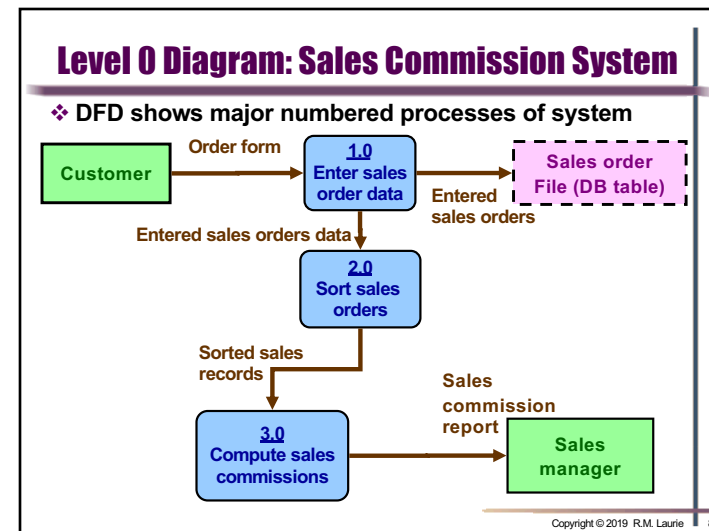 Level 0 Diagram: Sales Commission System
❖ DFD shows major numbered processes of system
Order form
Customer
1.0
Enter sales
order data
Sales order
File (DB table)
Entered
sales orders
Entered sales orders data
2.0
Sort sales
orders
Sorted sales
records
Sales
commission
report
3.0
Compute sales
commissions
Sales
manager
Copyright © 2019 R.M. Laurie